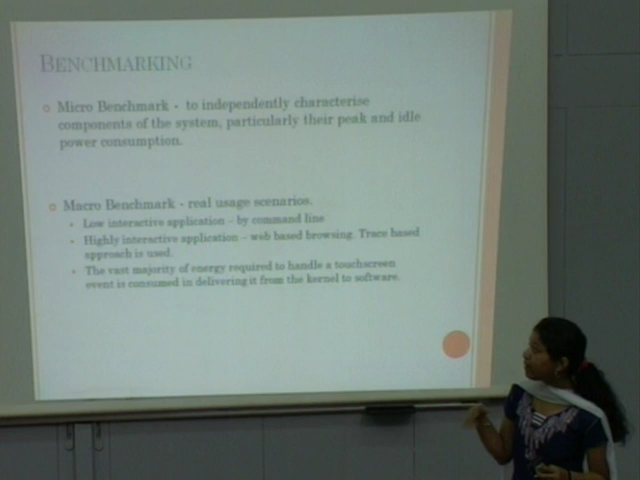 BENCHMARKING
Micro Benchmark - to independently characterise
components of the system, particularly their peak and idle
power consumption.
Macro Benchmark - real usage scenarios.
Low interactive application – by command line
Highly interactive application – web based browsing. Trace based
approach is used.
The vast majority of energy required to handle a touchscreen
event is consumed in delivering it from the kernel to software.